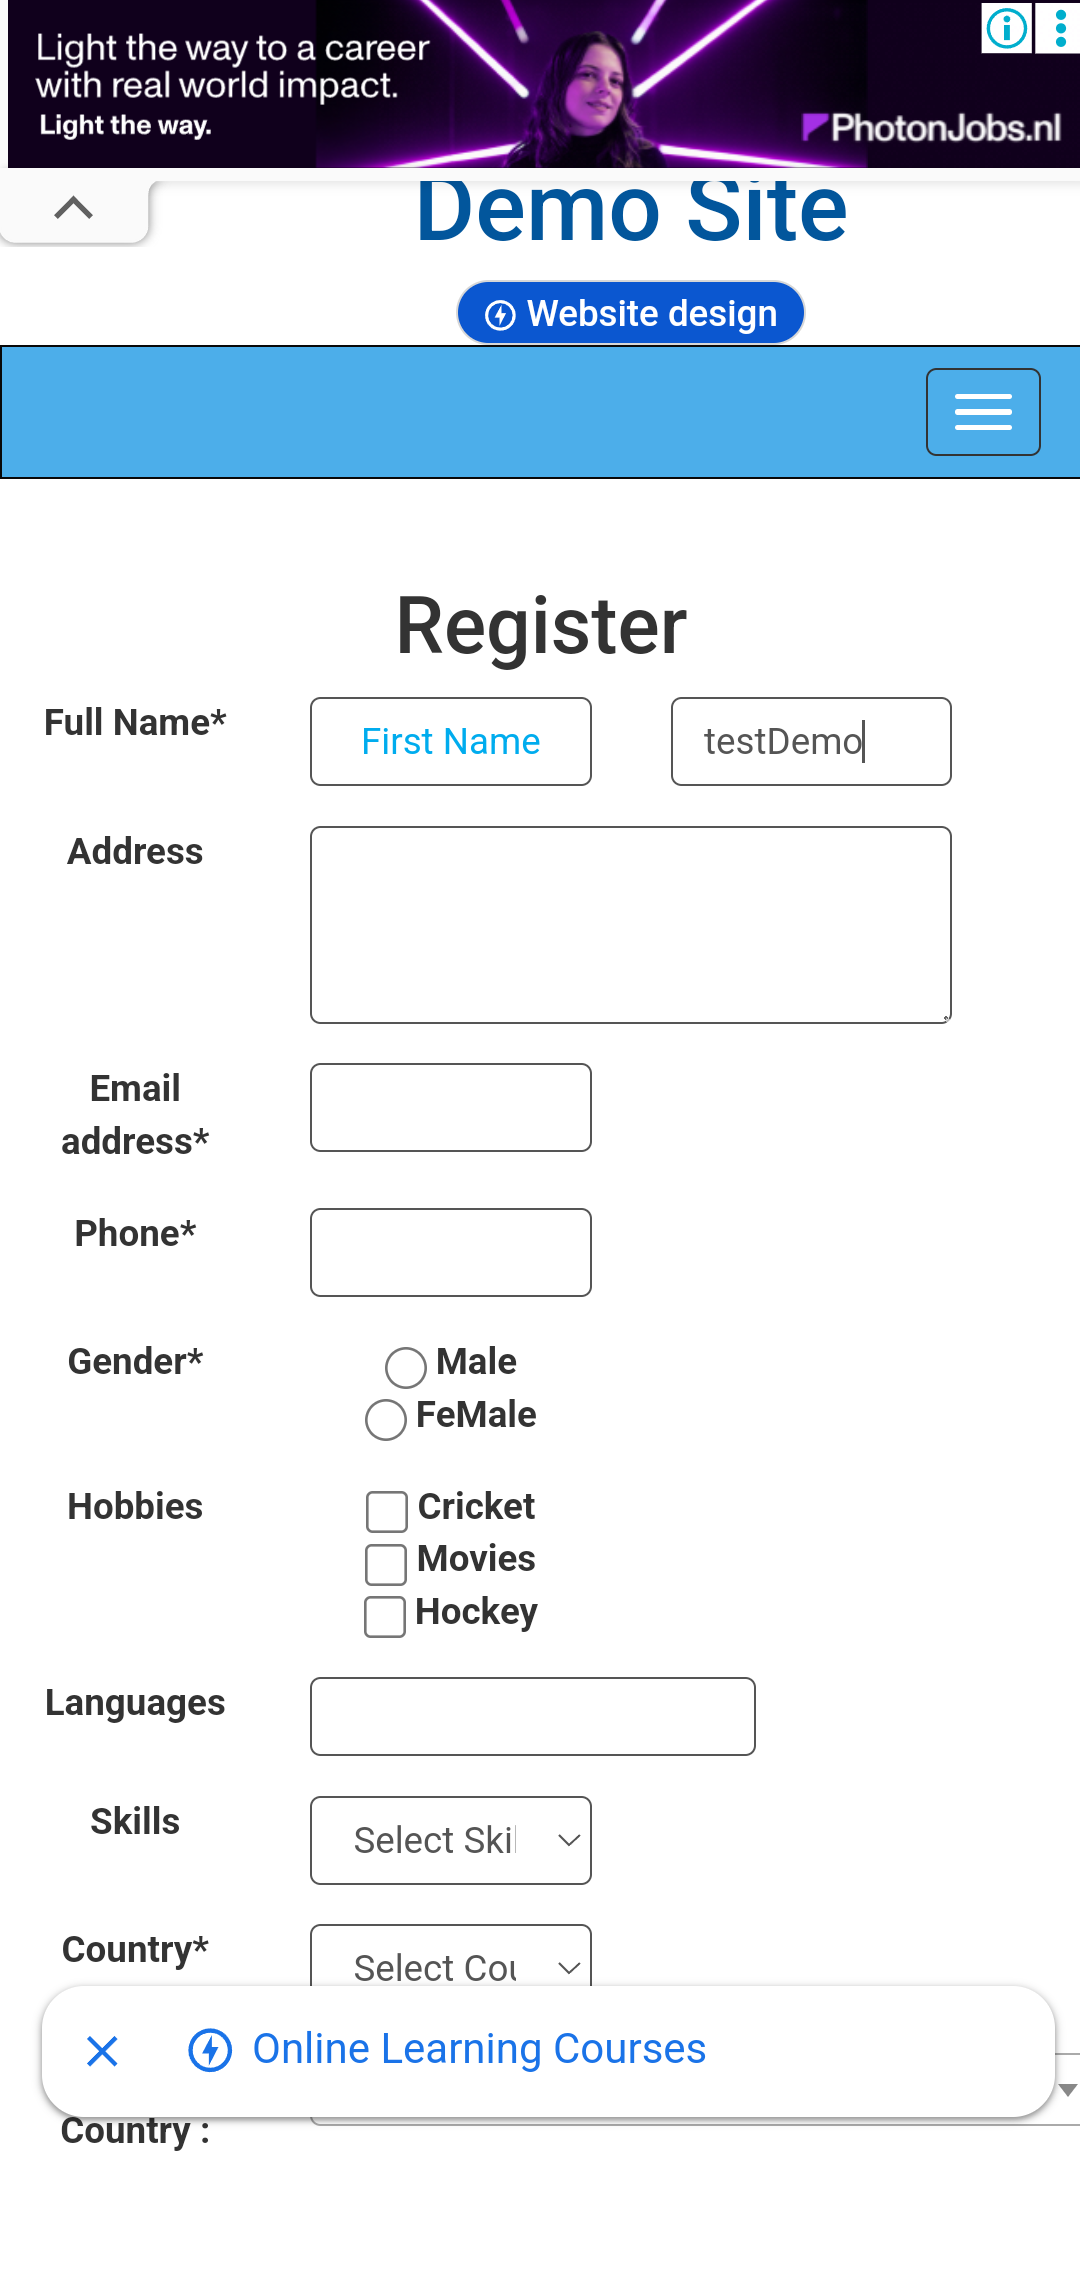 Light the way to a career
with real world impact.
Light the way.
PhotonJobs.nl
Demo Site
Website design
Register
Full Name*
First Name
testDemo
Address
Email
address*
Phone*
Gender*
Male
FeMale
Hobbies
Cricket
Movies
Hockey
Languages
Skills
Select Skil
Country*
Select Cou
Online Learning Courses
Country :